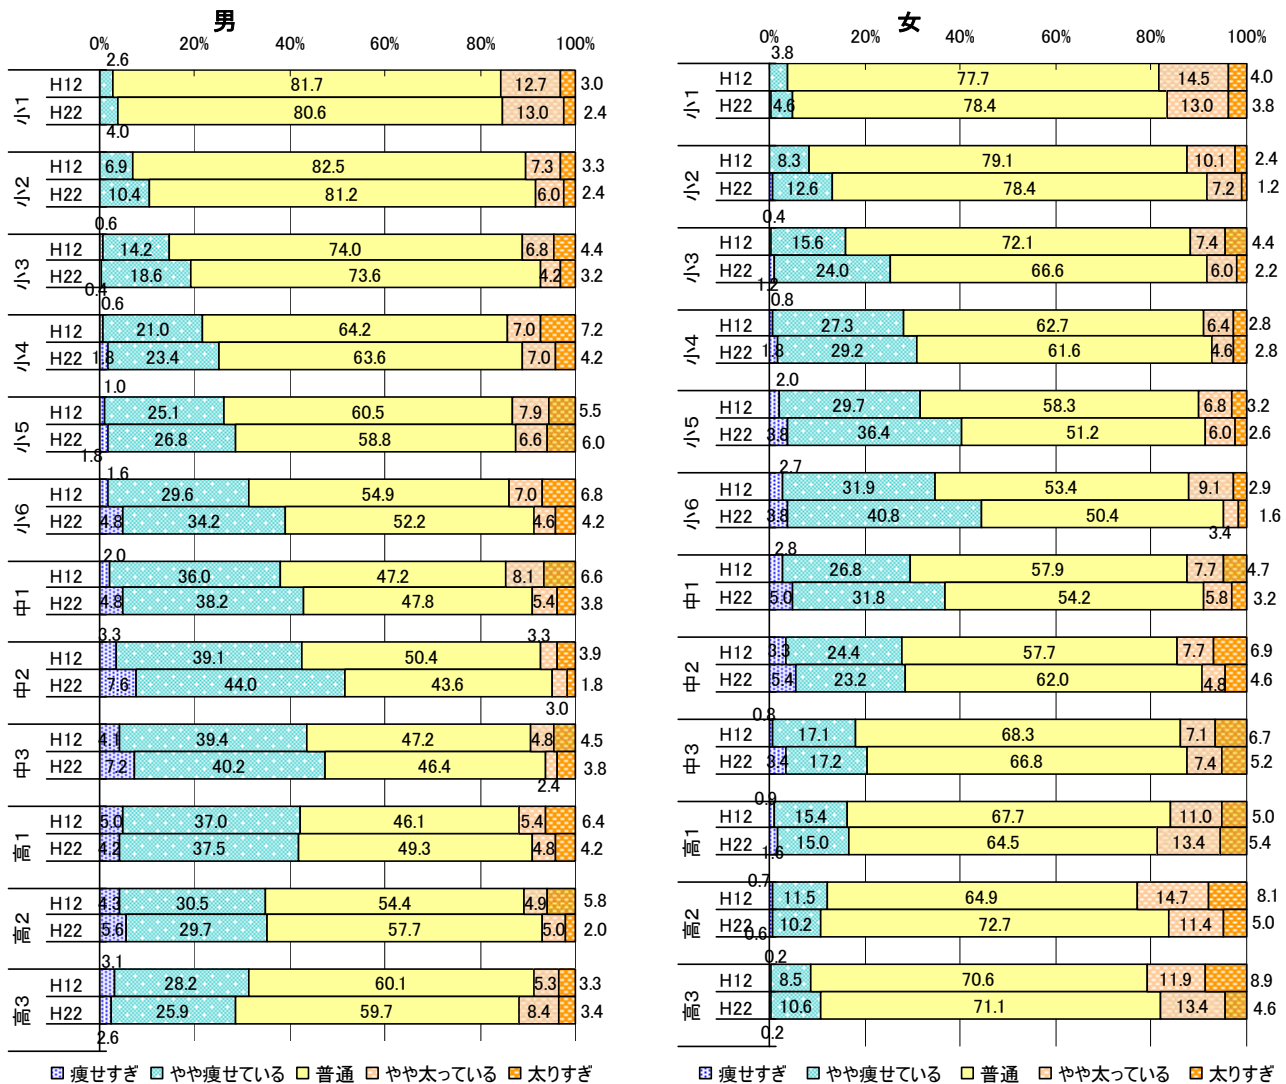 男
0% 20% 40% 60% 80% 100%
2.6
小1
H12 81.7 12.7 3.0
H22 80.6 13.0 2.4
4.0
小2
H12 6.9 82.5 7.3 3.3
H22 10.4 81.2 6.0 2.4
0.6
小3
H12 14.2 74.0 6.8 4.4
H22 18.6 73.6 4.2 3.2
0.4
0.6
小4
H12 21.0 64.2 7.0 7.2
H22 1.8 23.4 63.6 7.0 4.2
1.0
小5
H12 25.1 60.5 7.9 5.5
H22 26.8 58.8 6.6 6.0
1.8
1.6
小6
H12 29.6 54.9 7.0 6.8
H22 4.8 34.2 52.2 4.6 4.2
2.0
中1
H12 36.0 47.2 8.1 6.6
H22 4.8 38.2 47.8 5.4 3.8
3.3 3.3
中2
H12 39.1 50.4 3.9
H22 7.6 44.0 43.6 1.8
3.0
中3
H12 4.1 39.4 47.2 4.8 4.5
H22 7.2 40.2 46.4 3.8
2.4
高1
H12 5.0 37.0 46.1 5.4 6.4
H22 4.2 37.5 49.3 4.8 4.2
高2
H12 4.3 30.5 54.4 4.9 5.8
H22 5.6 29.7 57.7 5.0 2.0
3.1
高3
H12 28.2 60.1 5.3 3.3
H22 25.9 59.7 8.4 3.4
2.6
痩せすぎ やや痩せている 普通 やや太っている 太りすぎ
女
0% 20% 40% 60% 80% 100%
3.8
小1
H12 77.7 14.5 4.0
H22 4.6 78.4 13.0 3.8
小2
H12 8.3 79.1 10.1 2.4
H22 12.6 78.4 7.2 1.2
0.4
小3
H12 15.6 72.1 7.4 4.4
H22 24.0 66.6 6.0 2.2
1.2
0.8
小4
H12 27.3 62.7 6.4 2.8
H22 1.8 29.2 61.6 4.6 2.8
2.0
小5
H12 29.7 58.3 6.8 3.2
H22 3.8 36.4 51.2 6.0 2.6
2.7
小6
H12 31.9 53.4 9.1 2.9
H22 3.8 40.8 50.4 1.6
3.4
2.8
中1
H12 26.8 57.9 7.7 4.7
H22 5.0 31.8 54.2 5.8 3.2
中2
H12 3.3 24.4 57.7 7.7 6.9
H22 5.4 23.2 62.0 4.8 4.6
0.8
中3
H12 17.1 68.3 7.1 6.7
H22 3.4 17.2 66.8 7.4 5.2
0.9
高1
H12 15.4 67.7 11.0 5.0
H22 15.0 64.5 13.4 5.4
1.6
0.7
高2
H12 11.5 64.9 14.7 8.1
H22 10.2 72.7 11.4 5.0
0.6
0.2
高3
H12 8.5 70.6 11.9 8.9
H22 10.6 71.1 13.4 4.6
0.2
痩せすぎ やや痩せている 普通 やや太っている 太りすぎ